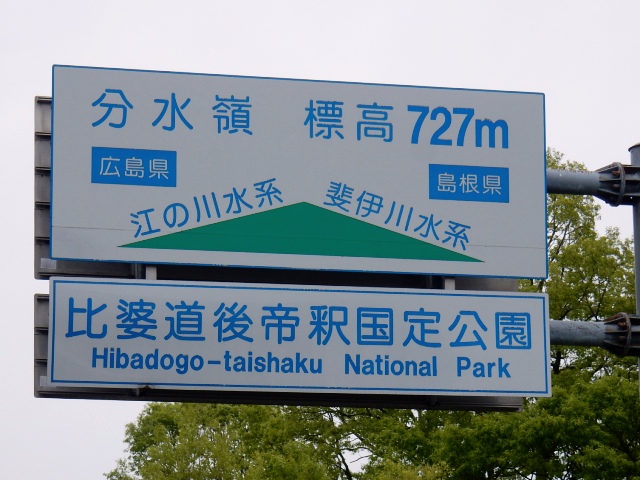 分水嶺 標高727m
広島県 島根県
江の川水系 斐伊川水系
比婆道後帝釈国定公園
Hibadogo-taishaku National Park